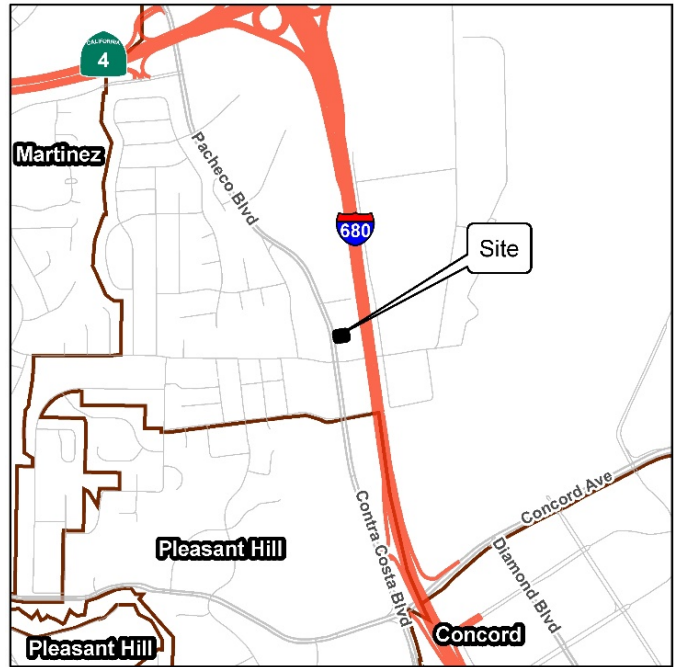 CALIFORNIA
4
Martinez
Pacheco Blvd
680
Site
Concord Ave
Contra Costa Blvd
Diamond Blvd
Pleasant Hill
Concord
Pleasant Hill